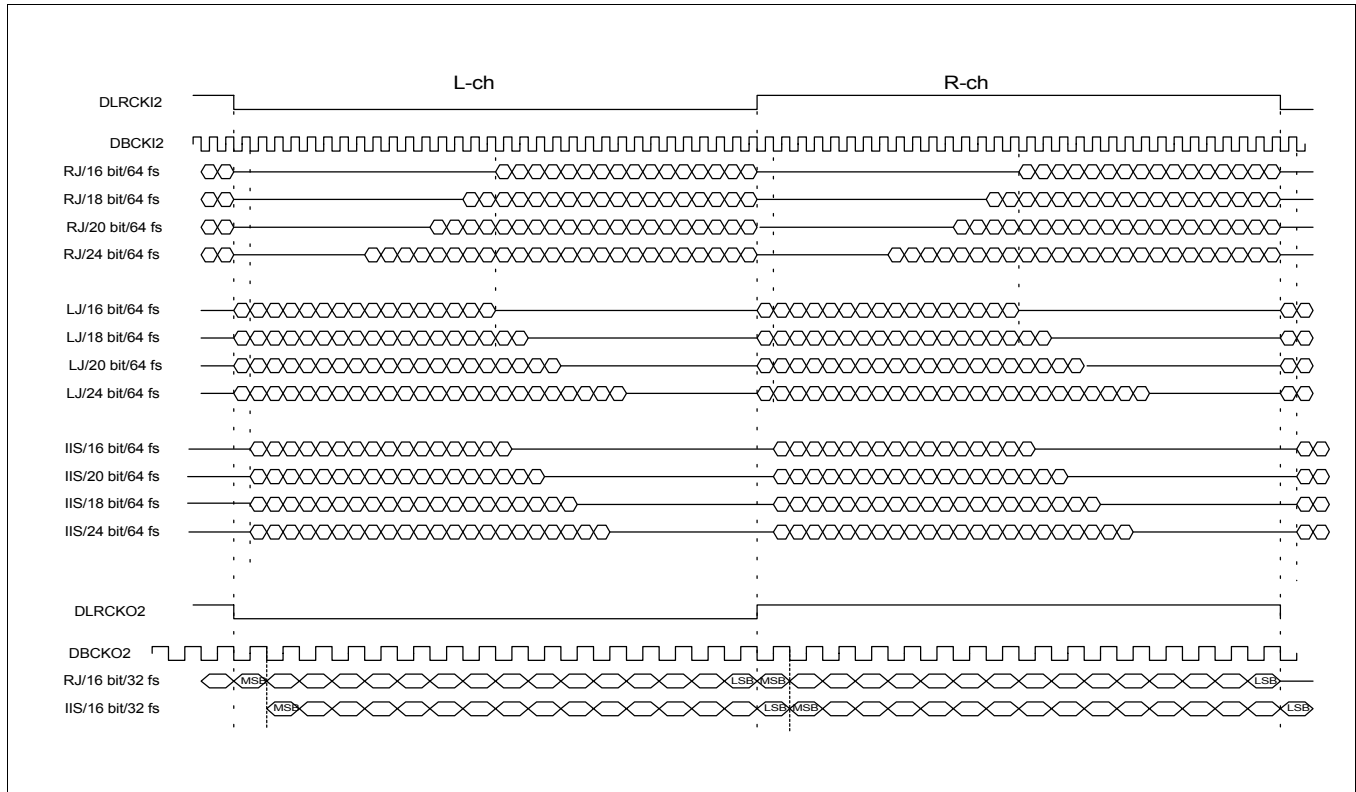 L-ch R-ch
DLRCKI2
DBCKI2
RJ/16 bit/64 fs
RJ/18 bit/64 fs
RJ/20 bit/64 fs
RJ/24 bit/64 fs
LJ/16 bit/64 fs
LJ/18 bit/64 fs
LJ/20 bit/64 fs
LJ/24 bit/64 fs
IIS/16 bit/64 fs
IIS/20 bit/64 fs
IIS/18 bit/64 fs
IIS/24 bit/64 fs
DLRCKO2
DBCKO2
RJ/16 bit/32 fs MSB LSB MSB LSB
IIS/16 bit/32 fs MSB LSB MSB LSB